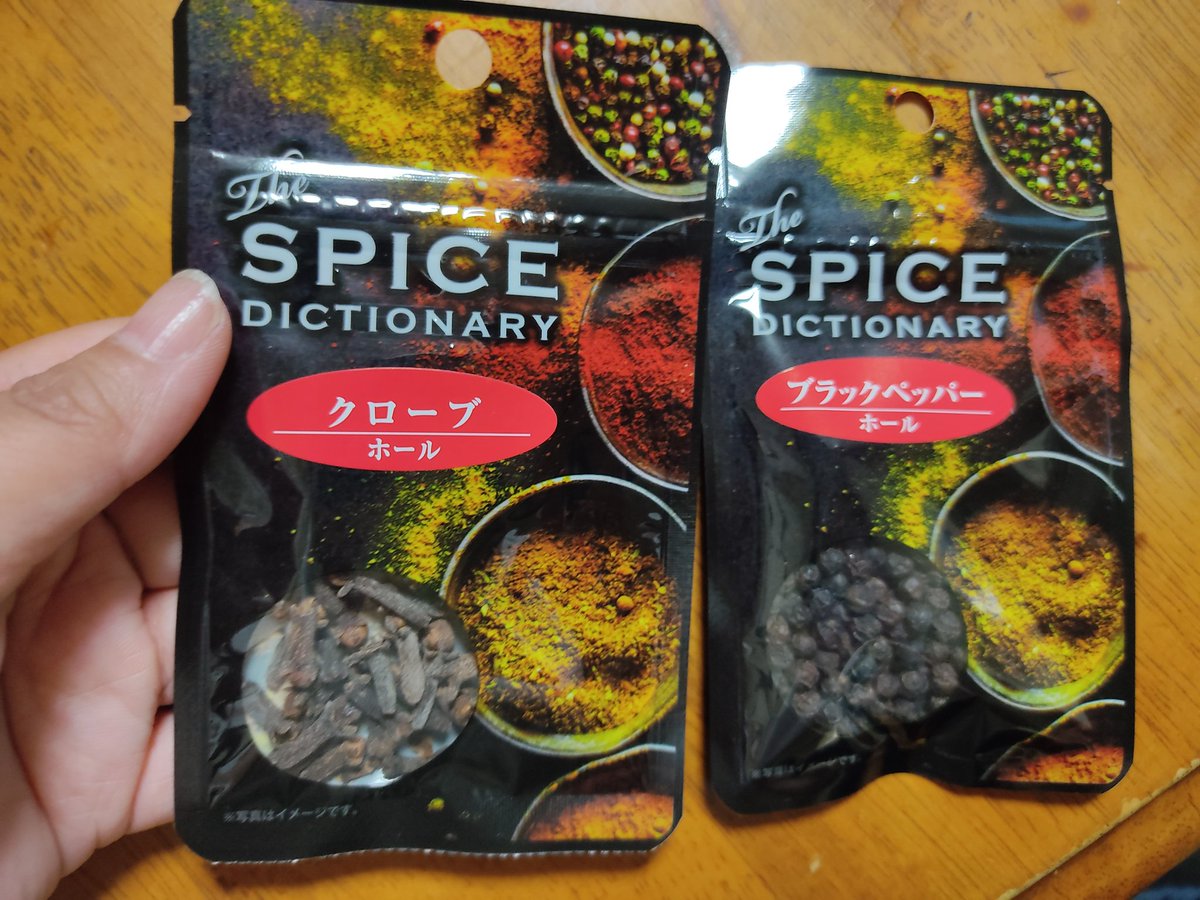 The
SPICE
DICTIONARY
クローブ
ホール
※写真はイメージです。
The
SPICE
DICTIONARY
ブラックペッパー
ホール